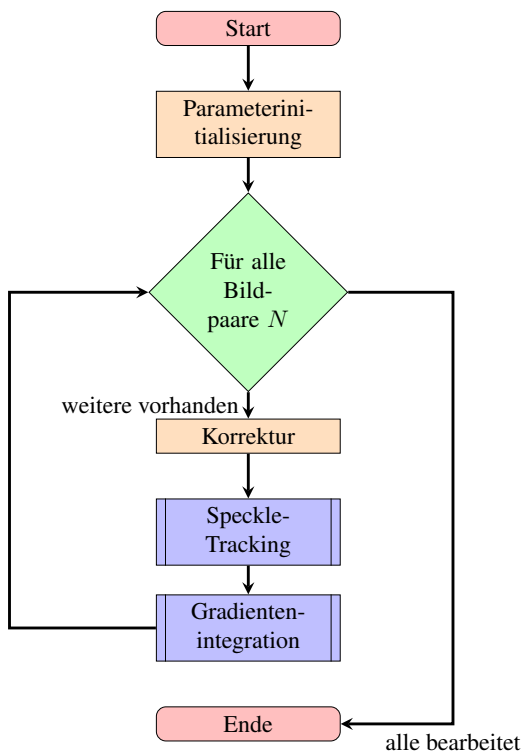 Start
Parameterini-
tialisierung
Für alle
Bild-
paare N
weitere vorhanden
Korrektur
Speckle-
Tracking
Gradienten-
integration
Ende
alle bearbeitet